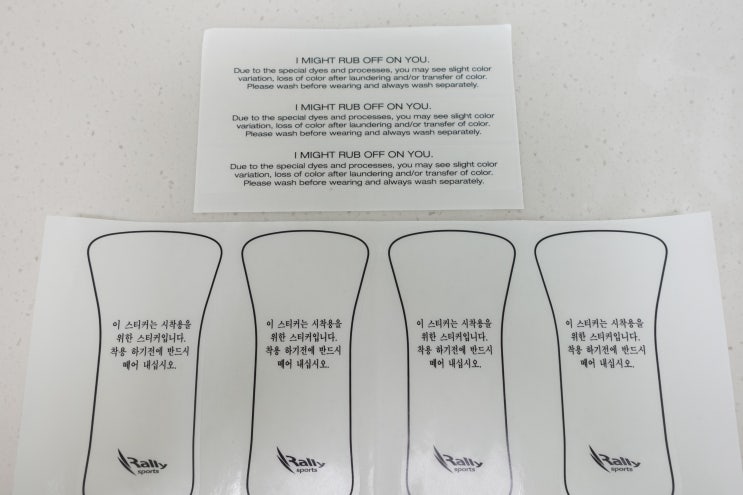 I MIGHT RUB OFF ON YOU.
Due to the special dyes and processes, you may see slight color
variation, loss of color after laundering and/or transfer of color.
Please wash before wearing and always wash separately.
I MIGHT RUB OFF ON YOU.
Due to the special dyes and processes, you may see slight color
variation, loss of color after laundering and/or transfer of color.
Please wash before wearing and always wash separately.
I MIGHT RUB OFF ON YOU.
Due to the special dyes and processes, you may see slight color
variation, loss of color after laundering and/or transfer of color.
Please wash before wearing and always wash separately.
이 스티커는 시착용을
위한 스티커입니다.
착용 하기전에 반드시
떼어 내십시오.
Rally
sports
이 스티커는 시착용을
위한 스티커입니다.
착용 하기전에 반드시
떼어 내십시오.
Rally
sports
이 스티커는 시착용을
위한 스티커입니다.
착용 하기전에 반드시
떼어 내십시오.
Rally
sports
이 스티커는 시착용을
위한 스티커입니다.
착용 하기전에 반드시
떼어 내십시오.
Rally
sports